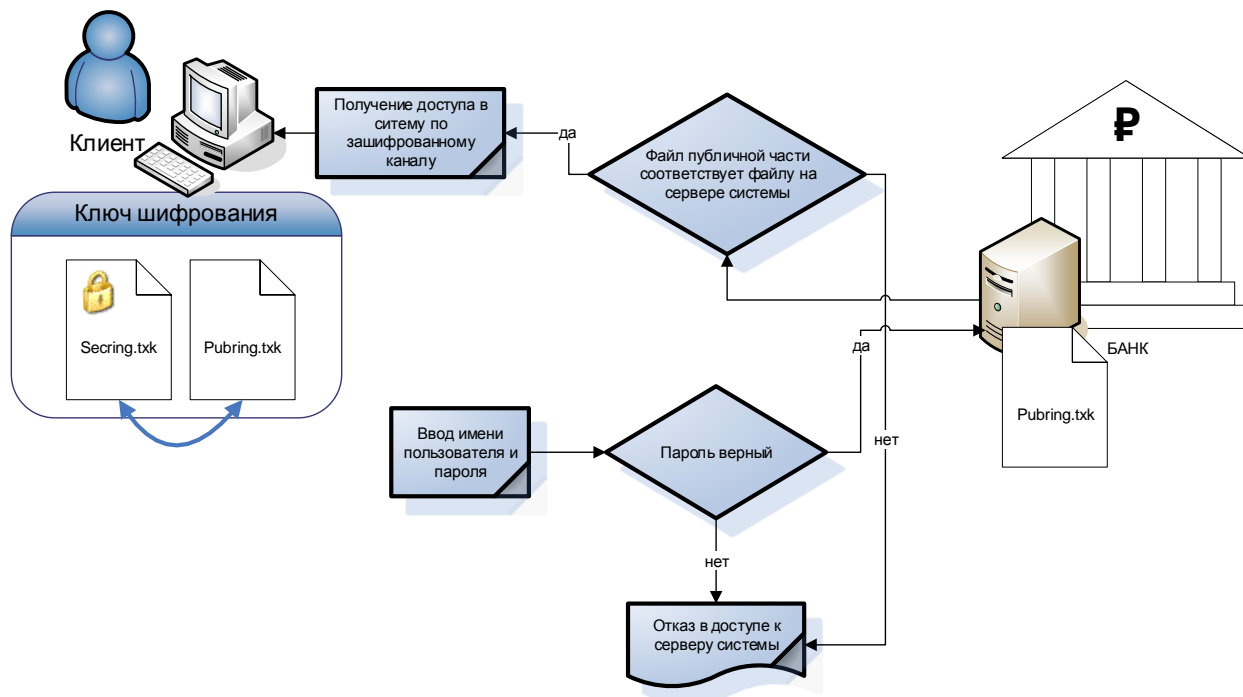 Клиент
Получение доступа в
ситему по
зашифрованному
каналу
да
Файл публичной части
соответствует файлу на
сервере системы
₽
Ключ шифрования
Secring.txk
Pubring.txk
БАНК
Pubring.txk
да
нет
Ввод имени
пользователя и
пароля
Пароль верный
нет
Отказ в доступе к
серверу системы